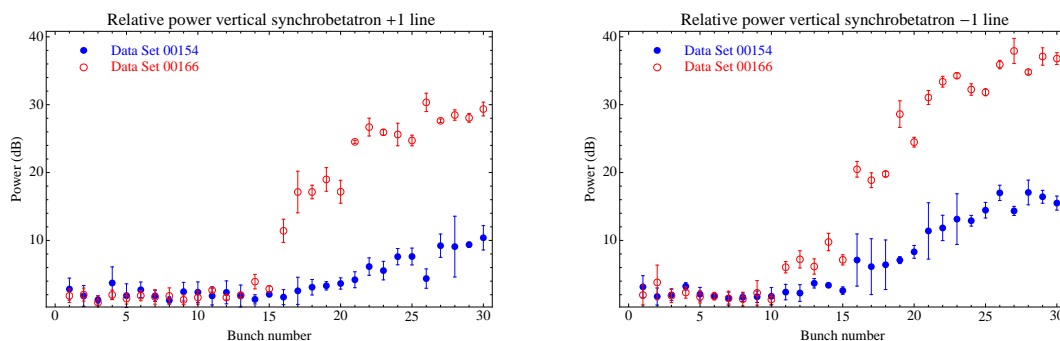 Relative power vertical synchrobetatron +1 line
40
30
20
10
Power (dB)
Data Set 00154
Data Set 00166
0 5 10 15 20 25 30
Bunch number
Relative power vertical synchrobetatron −1 line
40
30
20
10
Power (dB)
Data Set 00154
Data Set 00166
0 5 10 15 20 25 30
Bunch number